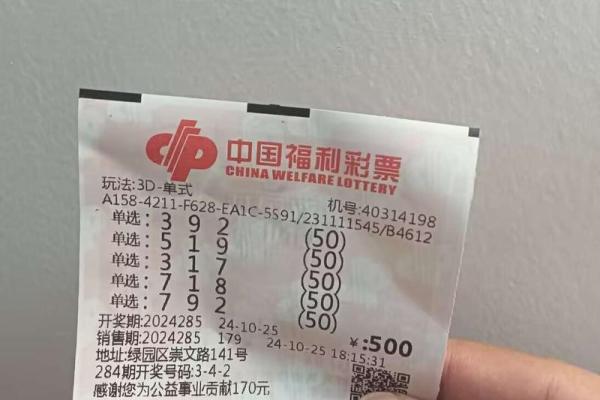 中国福利彩票
CHINA WELFARE LOTTERY
玩法:3D-单式 机号:40314198
A158-4211-F628-EA1C-5S91/231111545/B4612
单选: 3 9 2 (50)
单选: 5 1 9 (50)
单选: 3 1 7 (50)
单选: 7 1 8 (50)
单选: 7 9 2 (50)
开奖期:2024285 24-10-25 ¥:500
销售期:2024285 179 24-10-25 18:15:31
地址:绿园区崇文路141号
284期开奖号码:3-4-2
感谢您为公益事业贡献170元